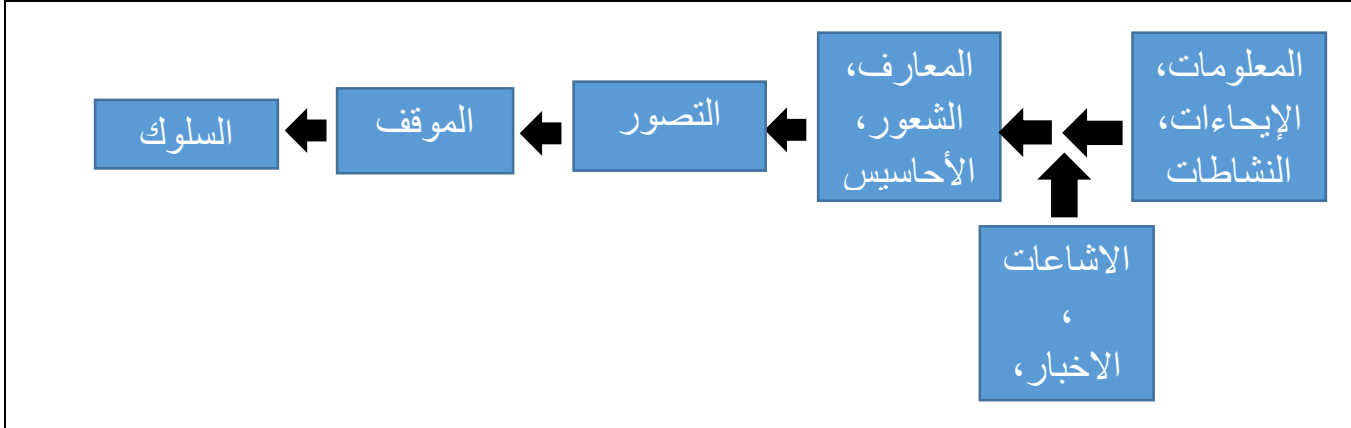 المعلومات،
الإيحاءات،
النشاطات
المعارف،
الشعور،
الأحاسيس
التصور
الموقف
السلوك
الاشاعات
،
الاخبار،